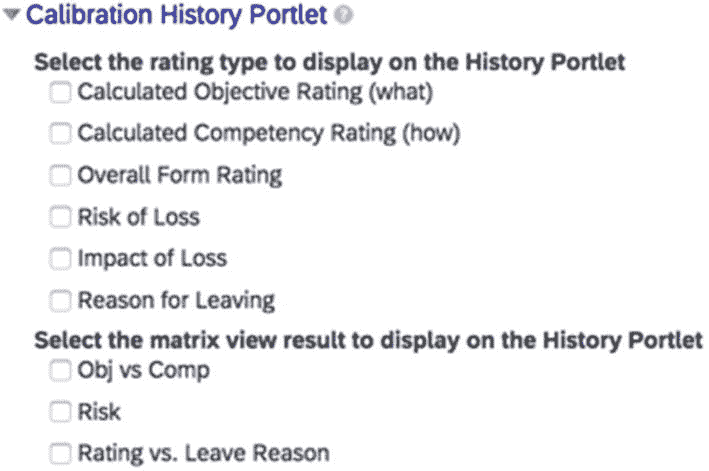 Calibration History Portlet
Select the rating type to display on the History Portlet
Calculated Objective Rating (what)
Calculated Competency Rating (how)
Overall Form Rating
Risk of Loss
Impact of Loss
Reason for Leaving
Select the matrix view result to display on the History Portlet
Obj vs Comp
Risk
Rating vs. Leave Reason